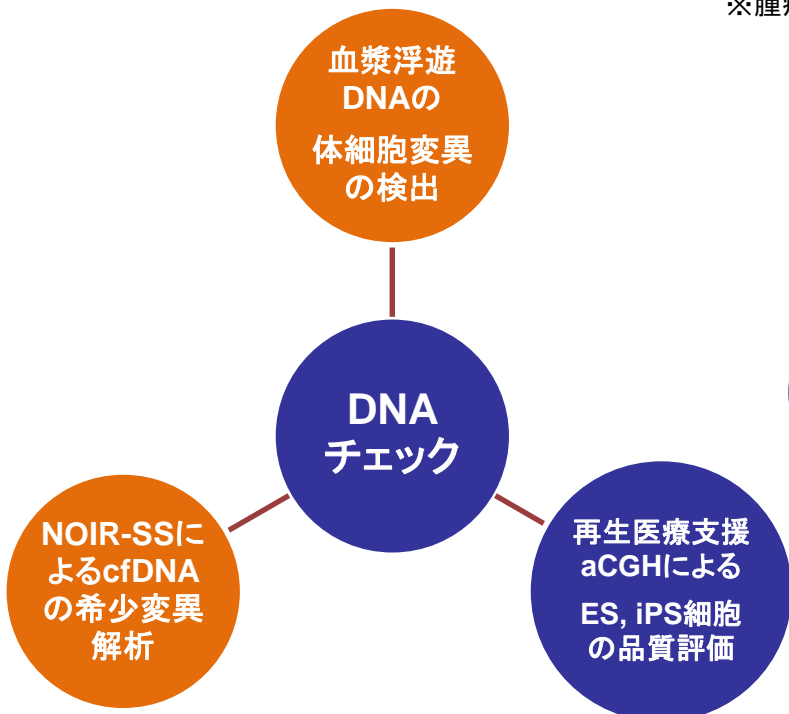 ※腫
血漿浮遊
DNAの
体細胞変異
の検出
DNA
チェック
NOIR-SSに
よるcfDNA
の希少変異
解析
再生医療支援
aCGHによる
ES, iPS細胞
の品質評価